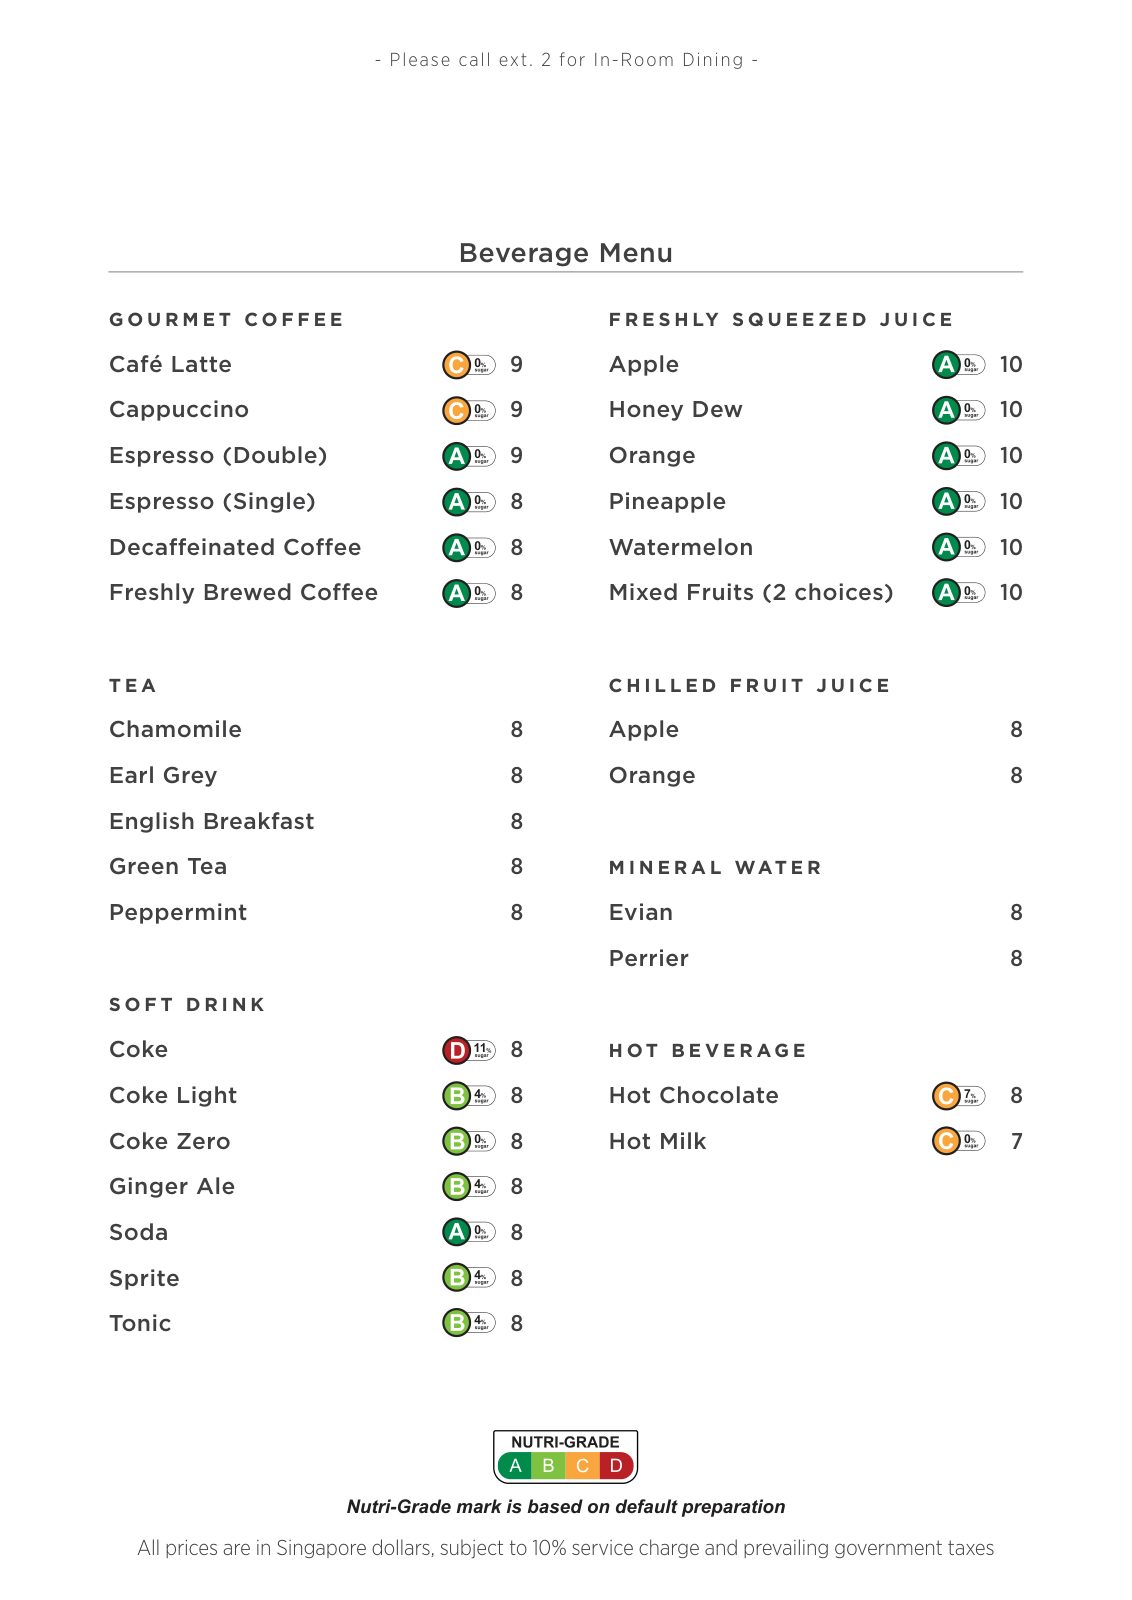 - Please call ext. 2 for In-Room Dining -
Beverage Menu
GOURMET COFFEE
Café Latte C 0% sugar 9
Cappuccino C 0% sugar 9
Espresso (Double) A 0% sugar 9
Espresso (Single) A 0% sugar 8
Decaffeinated Coffee A 0% sugar 8
Freshly Brewed Coffee A 0% sugar 8
TEA
Chamomile 8
Earl Grey 8
English Breakfast 8
Green Tea 8
Peppermint 8
SOFT DRINK
Coke D 11% sugar 8
Coke Light B 4% sugar 8
Coke Zero B 0% sugar 8
Ginger Ale B 4% sugar 8
Soda A 0% sugar 8
Sprite B 4% sugar 8
Tonic B 4% sugar 8
FRESHLY SQUEEZED JUICE
Apple A 0% sugar 10
Honey Dew A 0% sugar 10
Orange A 0% sugar 10
Pineapple A 0% sugar 10
Watermelon A 0% sugar 10
Mixed Fruits (2 choices) A 0% sugar 10
CHILLED FRUIT JUICE
Apple 8
Orange 8
MINERAL WATER
Evian 8
Perrier 8
HOT BEVERAGE
Hot Chocolate C 7% sugar 8
Hot Milk C 0% sugar 7
NUTRI-GRADE
A B C D
Nutri-Grade mark is based on default preparation
All prices are in Singapore dollars, subject to 10% service charge and prevailing government taxes